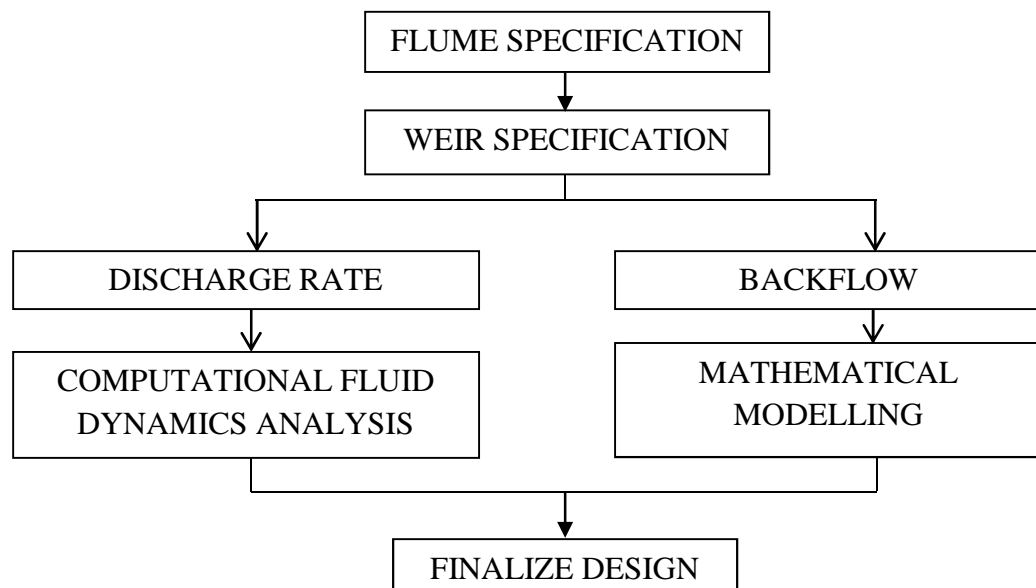 FLUME SPECIFICATION
WEIR SPECIFICATION
DISCHARGE RATE
BACKFLOW
COMPUTATIONAL FLUID
DYNAMICS ANALYSIS
MATHEMATICAL
MODELLING
FINALIZE DESIGN